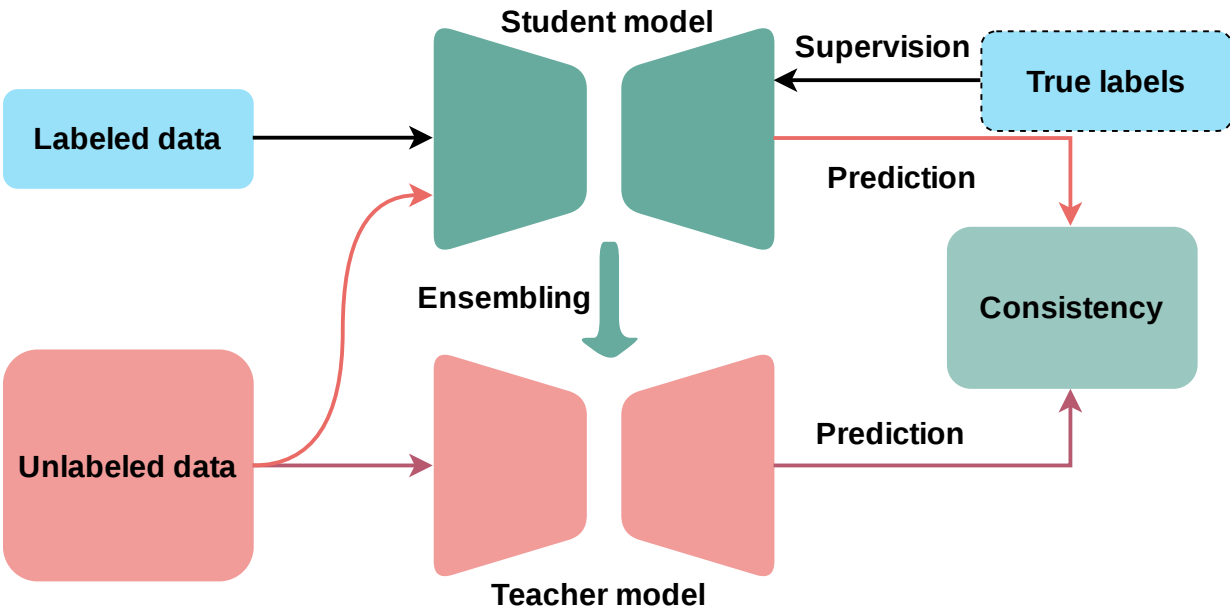 Student model
Supervision
True labels
Labeled data
Prediction
Ensembling
Consistency
Unlabeled data
Prediction
Teacher model